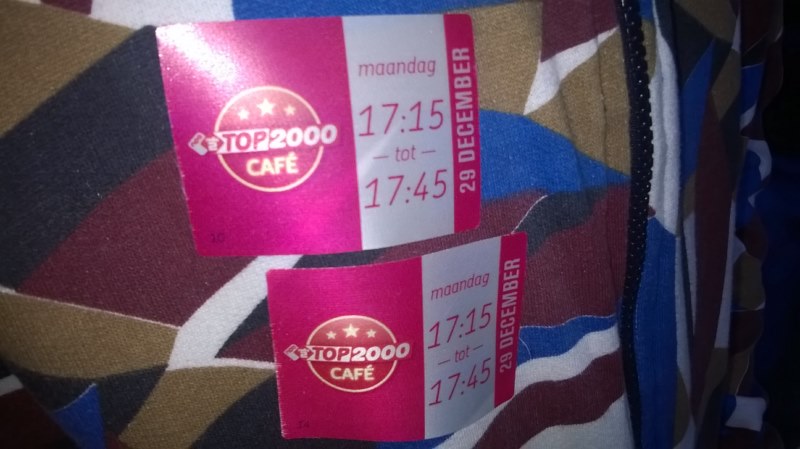 TOP2000
CAFÉ
maandag
17:15
— tot —
17:45
29 DECEMBER
TOP2000
CAFÉ
maandag
17:15
— tot —
17:45
29 DECEMBER